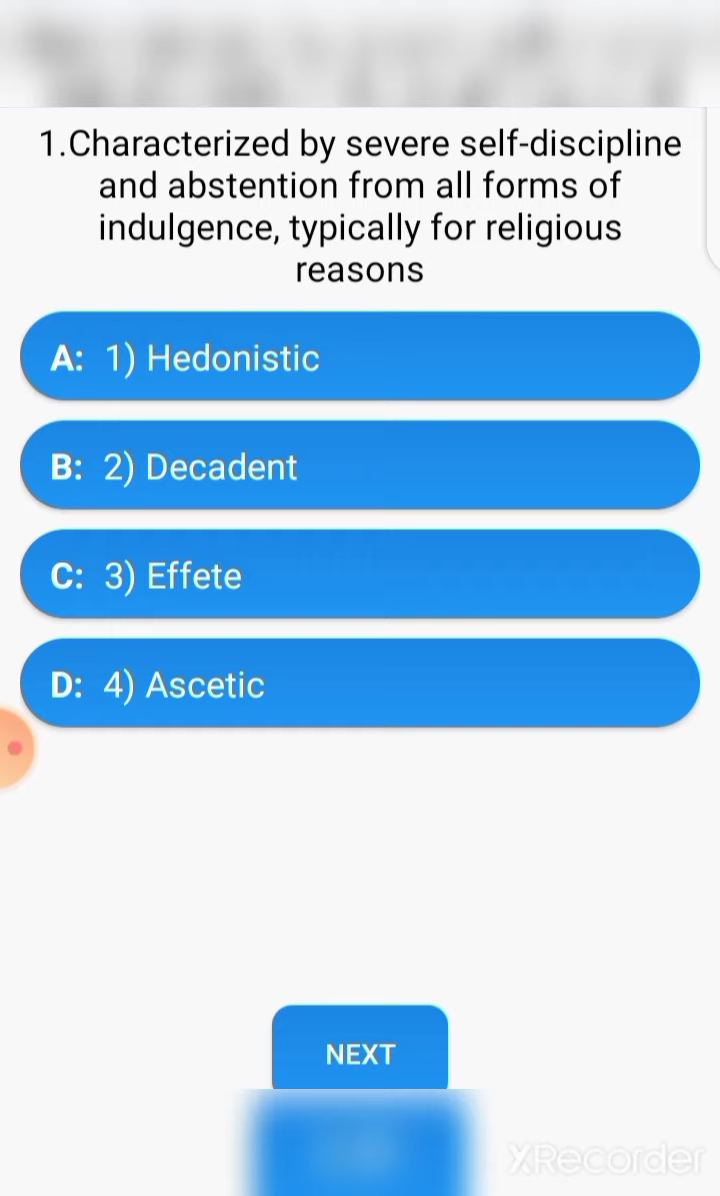 1.Characterized by severe self-discipline
and abstention from all forms of
indulgence, typically for religious
reasons
A: 1) Hedonistic
B: 2) Decadent
C: 3) Effete
D: 4) Ascetic
NEXT
XRecorder